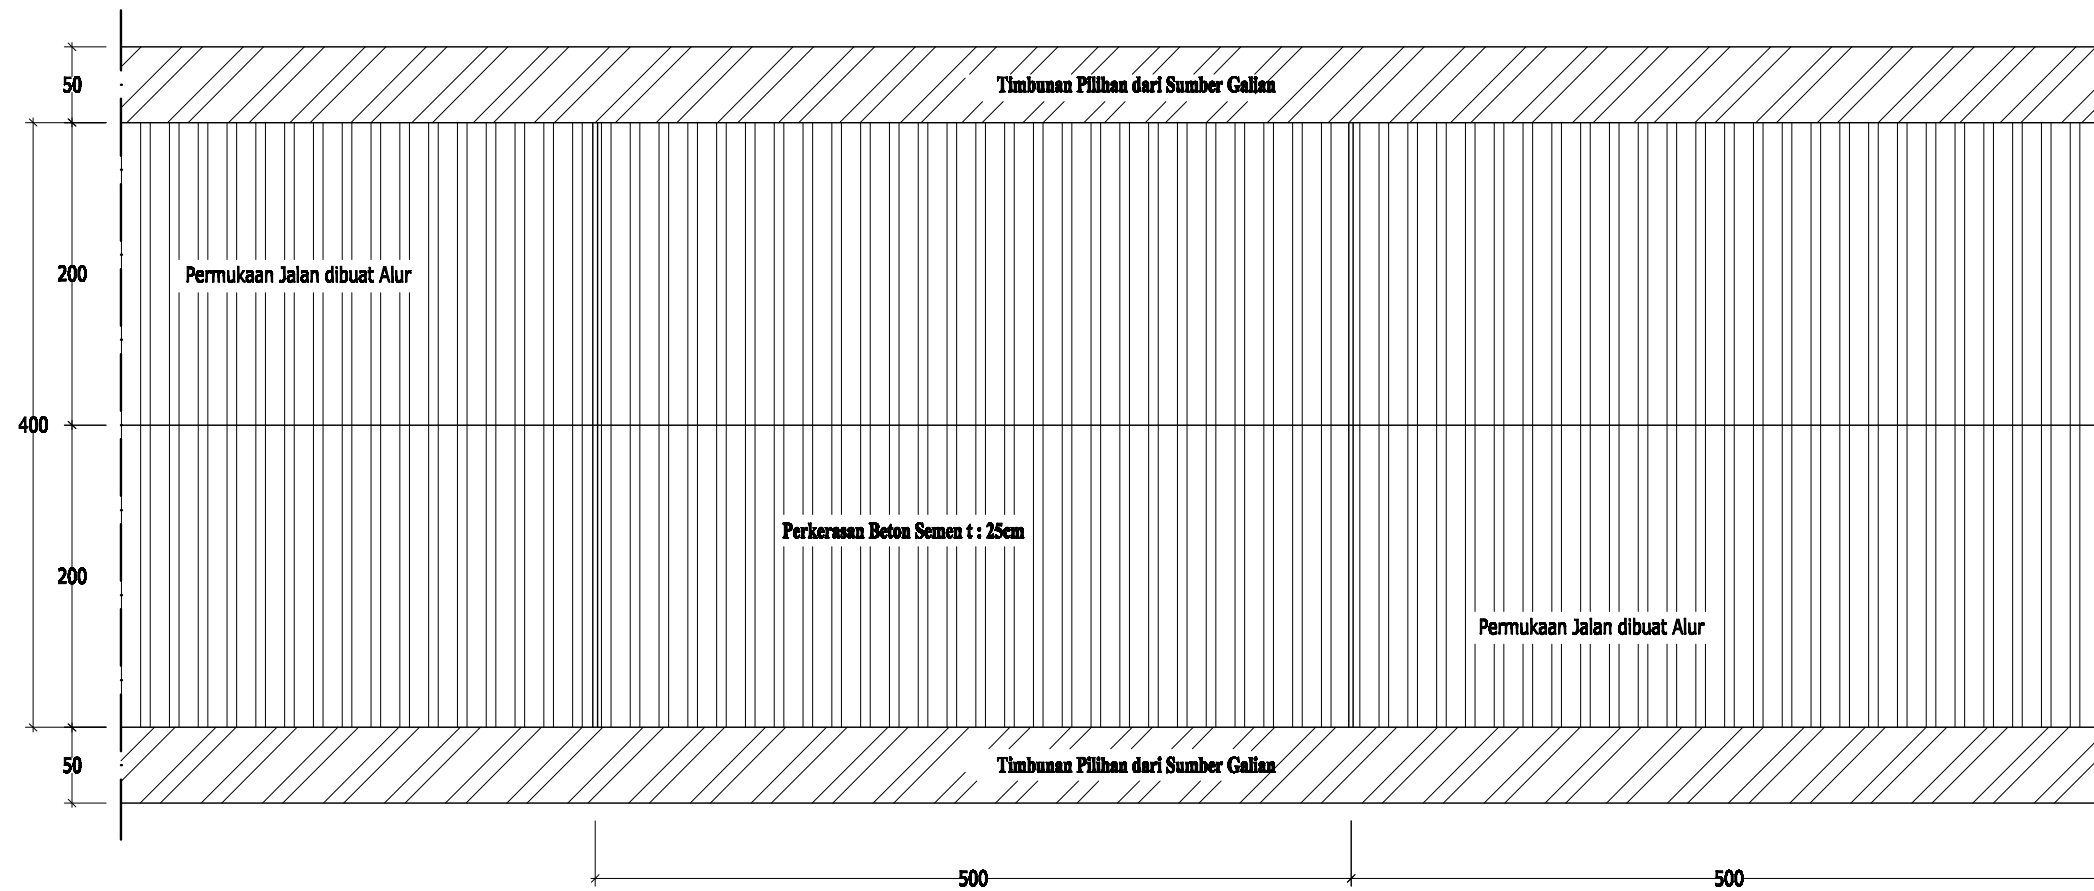 50
Timbunan Pilihan dari Sumber Galian
200
Permukaan Jalan dibuat Alur
400
Perkerasan Beton Semen t : 25cm
200
Permukaan Jalan dibuat Alur
50
Timbunan Pilihan dari Sumber Galian
500
500